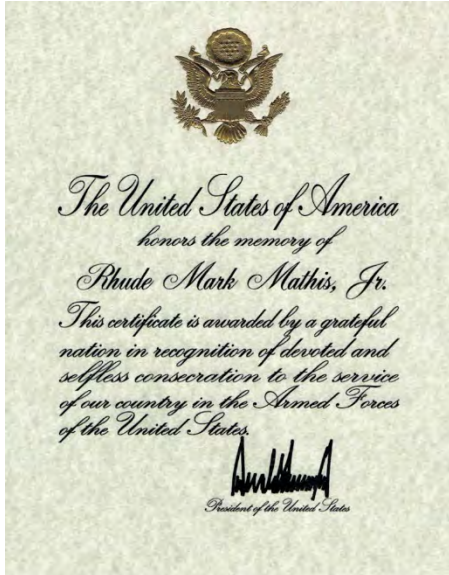 The United States of America
honors the memory of
Rhude Mark Mathis, Jr.
This certificate is awarded by a grateful
nation in recognition of devoted and
selfless consecration to the service
of our country in the Armed Forces
of the United States.
President of the United States